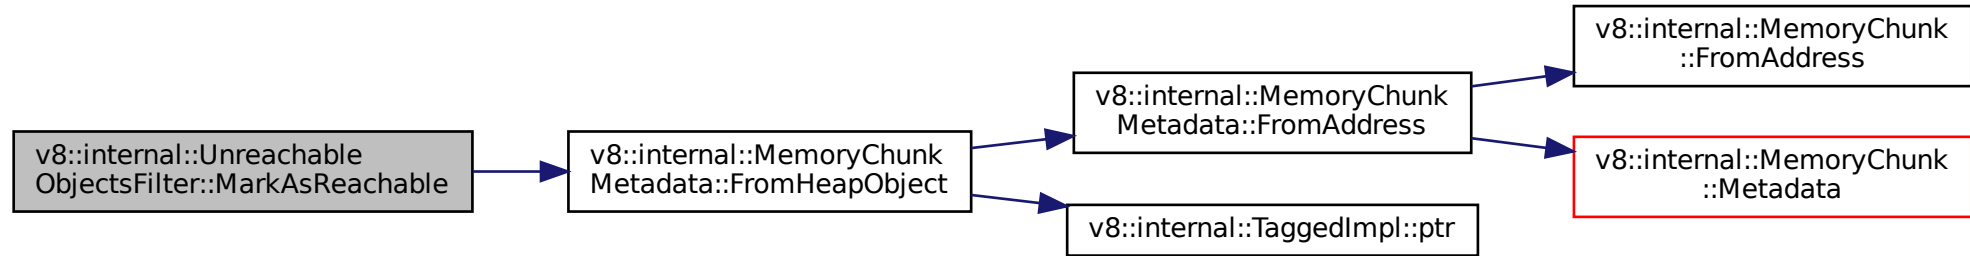 v8::internal::Unreachable
ObjectsFilter::MarkAsReachable
v8::internal::MemoryChunk
Metadata::FromHeapObject
v8::internal::MemoryChunk
Metadata::FromAddress
v8::internal::TaggedImpl::ptr
v8::internal::MemoryChunk
::FromAddress
v8::internal::MemoryChunk
::Metadata